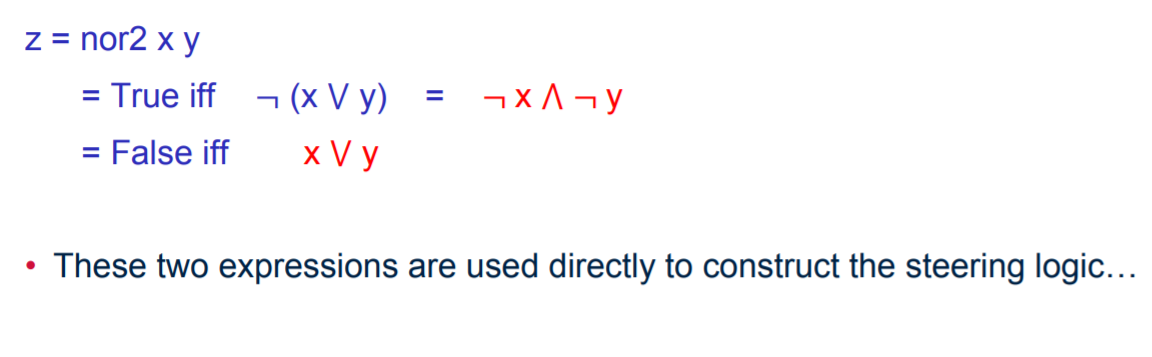 z = nor2 x y
= True iff ¬ (x \/ y) = ¬ x /\ ¬ y
= False iff x \/ y
• These two expressions are used directly to construct the steering logic…